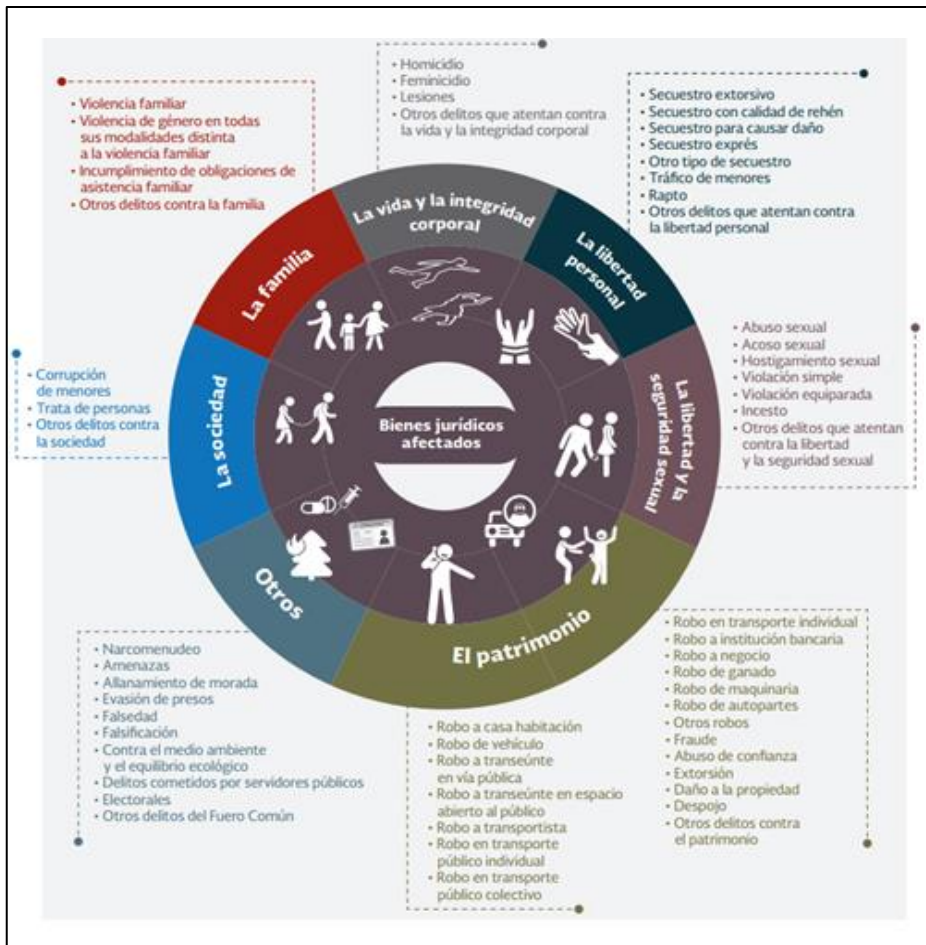 • Homicidio
• Feminicidio
• Lesiones
• Otros delitos que atentan contra
la vida y la integridad corporal
• Violencia familiar
• Violencia de género en todas
sus modalidades distinta
a la violencia familiar
• Incumplimiento de obligaciones de
asistencia familiar
• Otros delitos contra la familia
• Secuestro extorsivo
• Secuestro con calidad de rehén
• Secuestro para causar daño
• Secuestro exprés
• Otro tipo de secuestro
• Tráfico de menores
• Rapto
• Otros delitos que atentan contra
la libertad personal
La vida y la integridad
corporal
La familia
La libertad
personal
• Corrupción
de menores
• Trata de personas
• Otros delitos contra
la sociedad
La sociedad
Bienes jurídicos
afectados
La libertad y la
seguridad sexual
• Abuso sexual
• Acoso sexual
• Hostigamiento sexual
• Violación simple
• Violación equiparada
• Incesto
• Otros delitos que atentan
contra la libertad
y la seguridad sexual
Otros
El patrimonio
• Narcomenudeo
• Amenazas
• Allanamiento de morada
• Evasión de presos
• Falsedad
• Falsificación
• Contra el medio ambiente
y el equilibrio ecológico
• Delitos cometidos por servidores públicos
• Electorales
• Otros delitos del Fuero Común
• Robo a casa habitación
• Robo de vehículo
• Robo a transeúnte
en vía pública
• Robo a transeúnte en espacio
abierto al público
• Robo a transportista
• Robo en transporte
público individual
• Robo en transporte
público colectivo
• Robo en transporte individual
• Robo a institución bancaria
• Robo a negocio
• Robo de ganado
• Robo de maquinaria
• Robo de autopartes
• Otros robos
• Fraude
• Abuso de confianza
• Extorsión
• Daño a la propiedad
• Despojo
• Otros delitos contra
el patrimonio